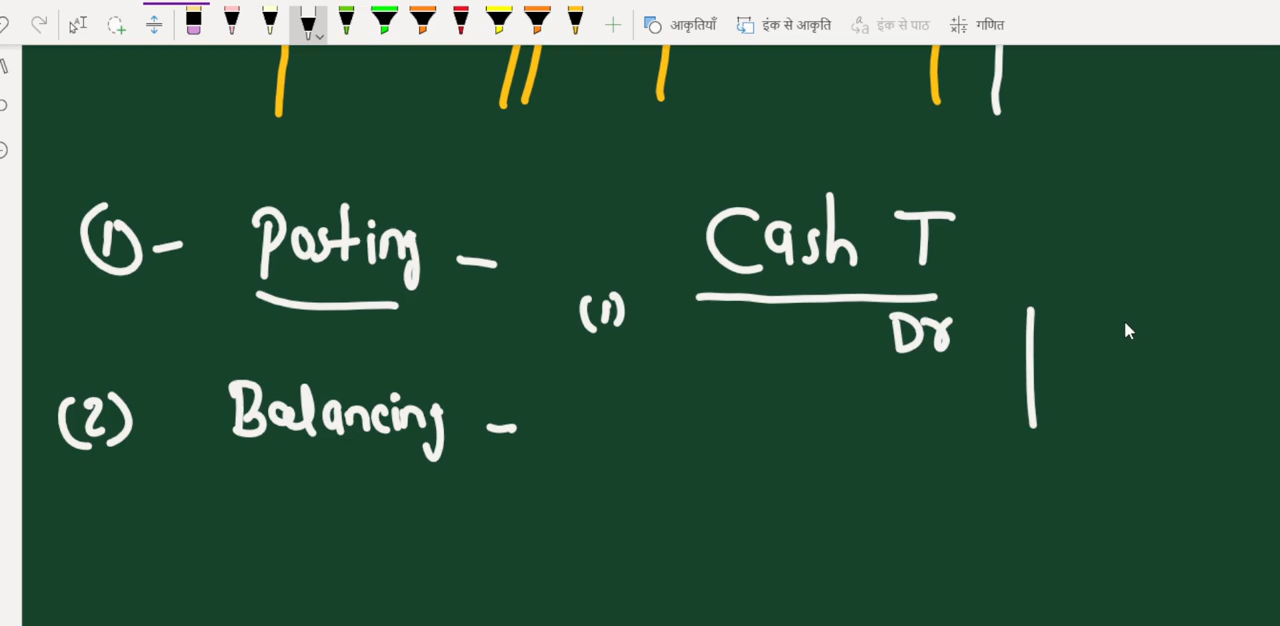 आकृतियाँ इंक से आकृति इंक से पाठ गणित
(1) - Posting - Cash T
(1) Dr
(2) Balancing -